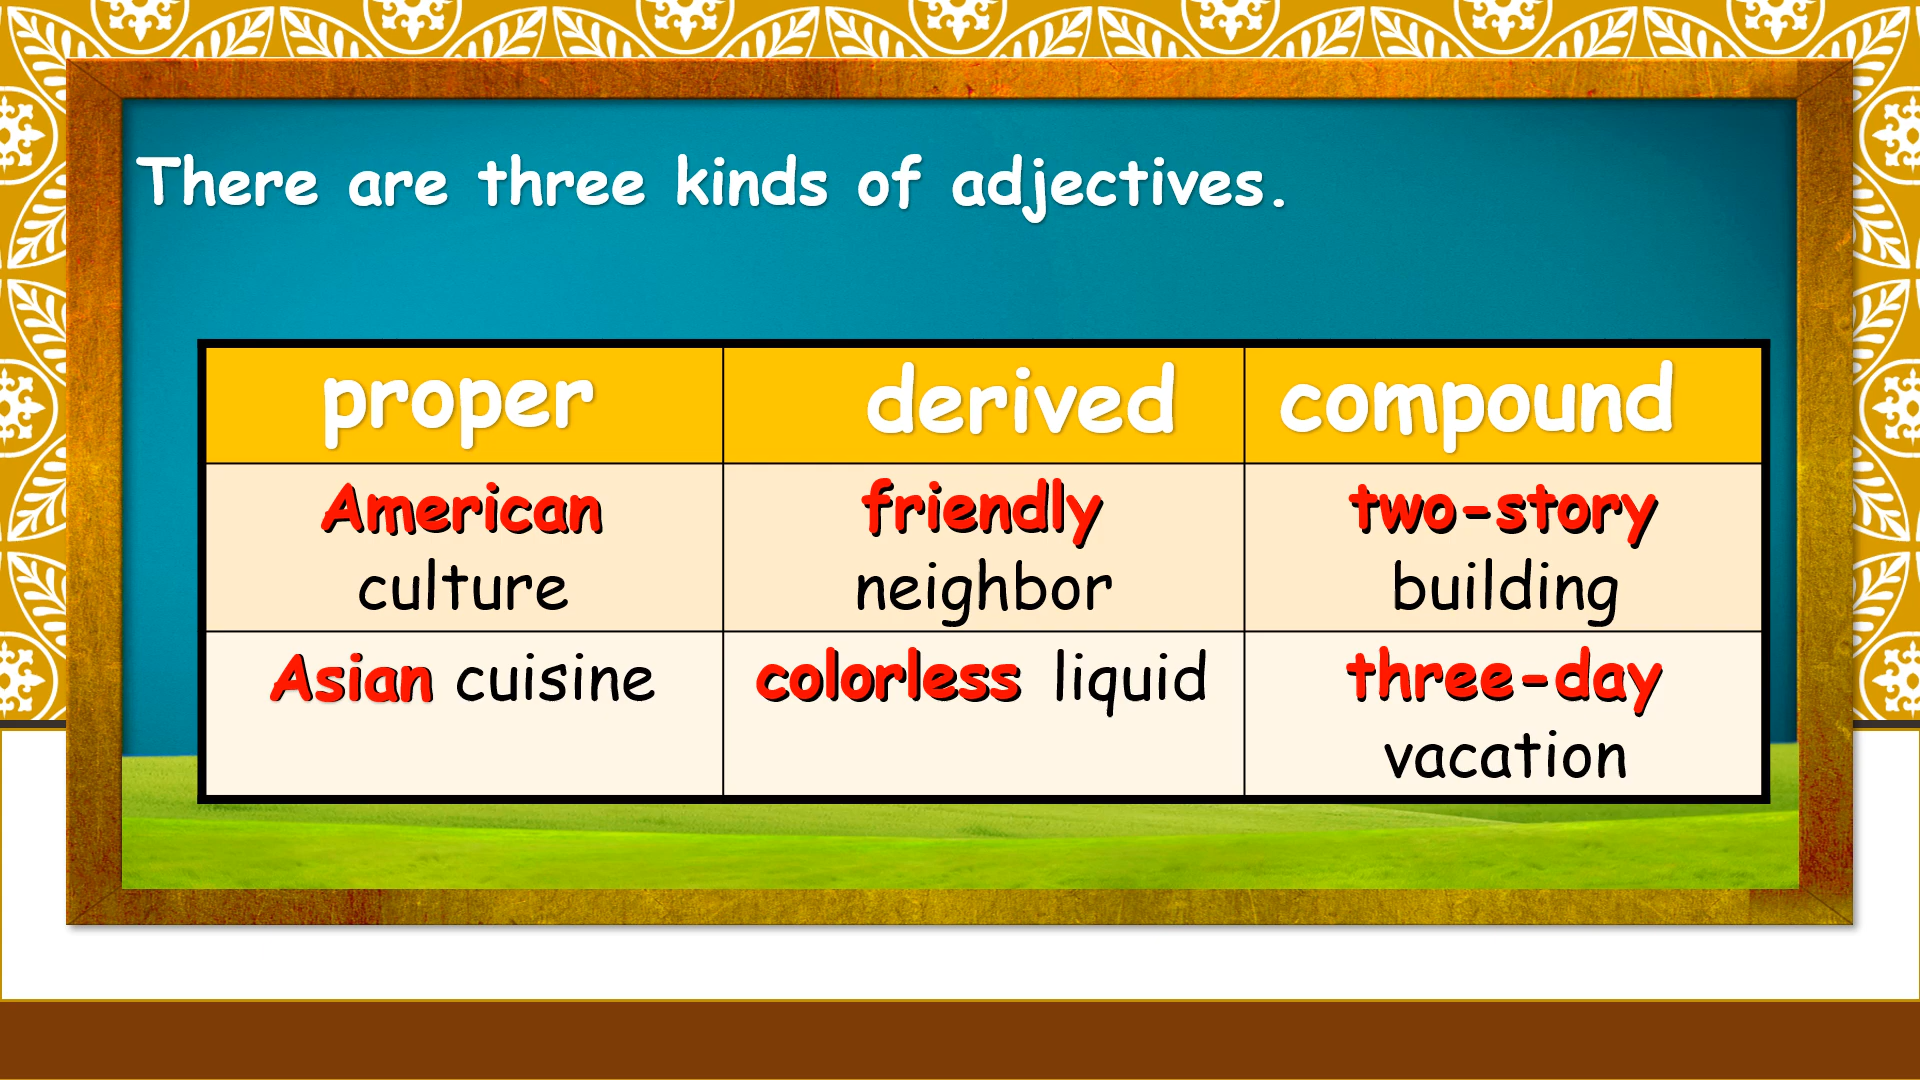 There are three kinds of adjectives.
proper derived compound
American friendly two-story
culture neighbor building
Asian cuisine colorless liquid three-day
vacation